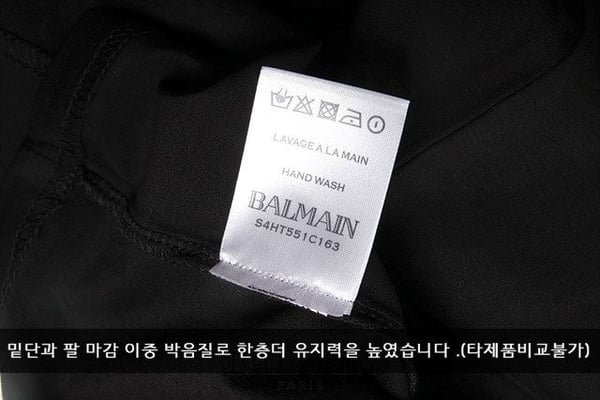 LAVAGE A LA MAIN
HAND WASH
BALMAIN
S4HT551C163
밑단과 팔 마감 이중 박음질로 한층더 유지력을 높였습니다 .(타제품비교불가)
PARIS